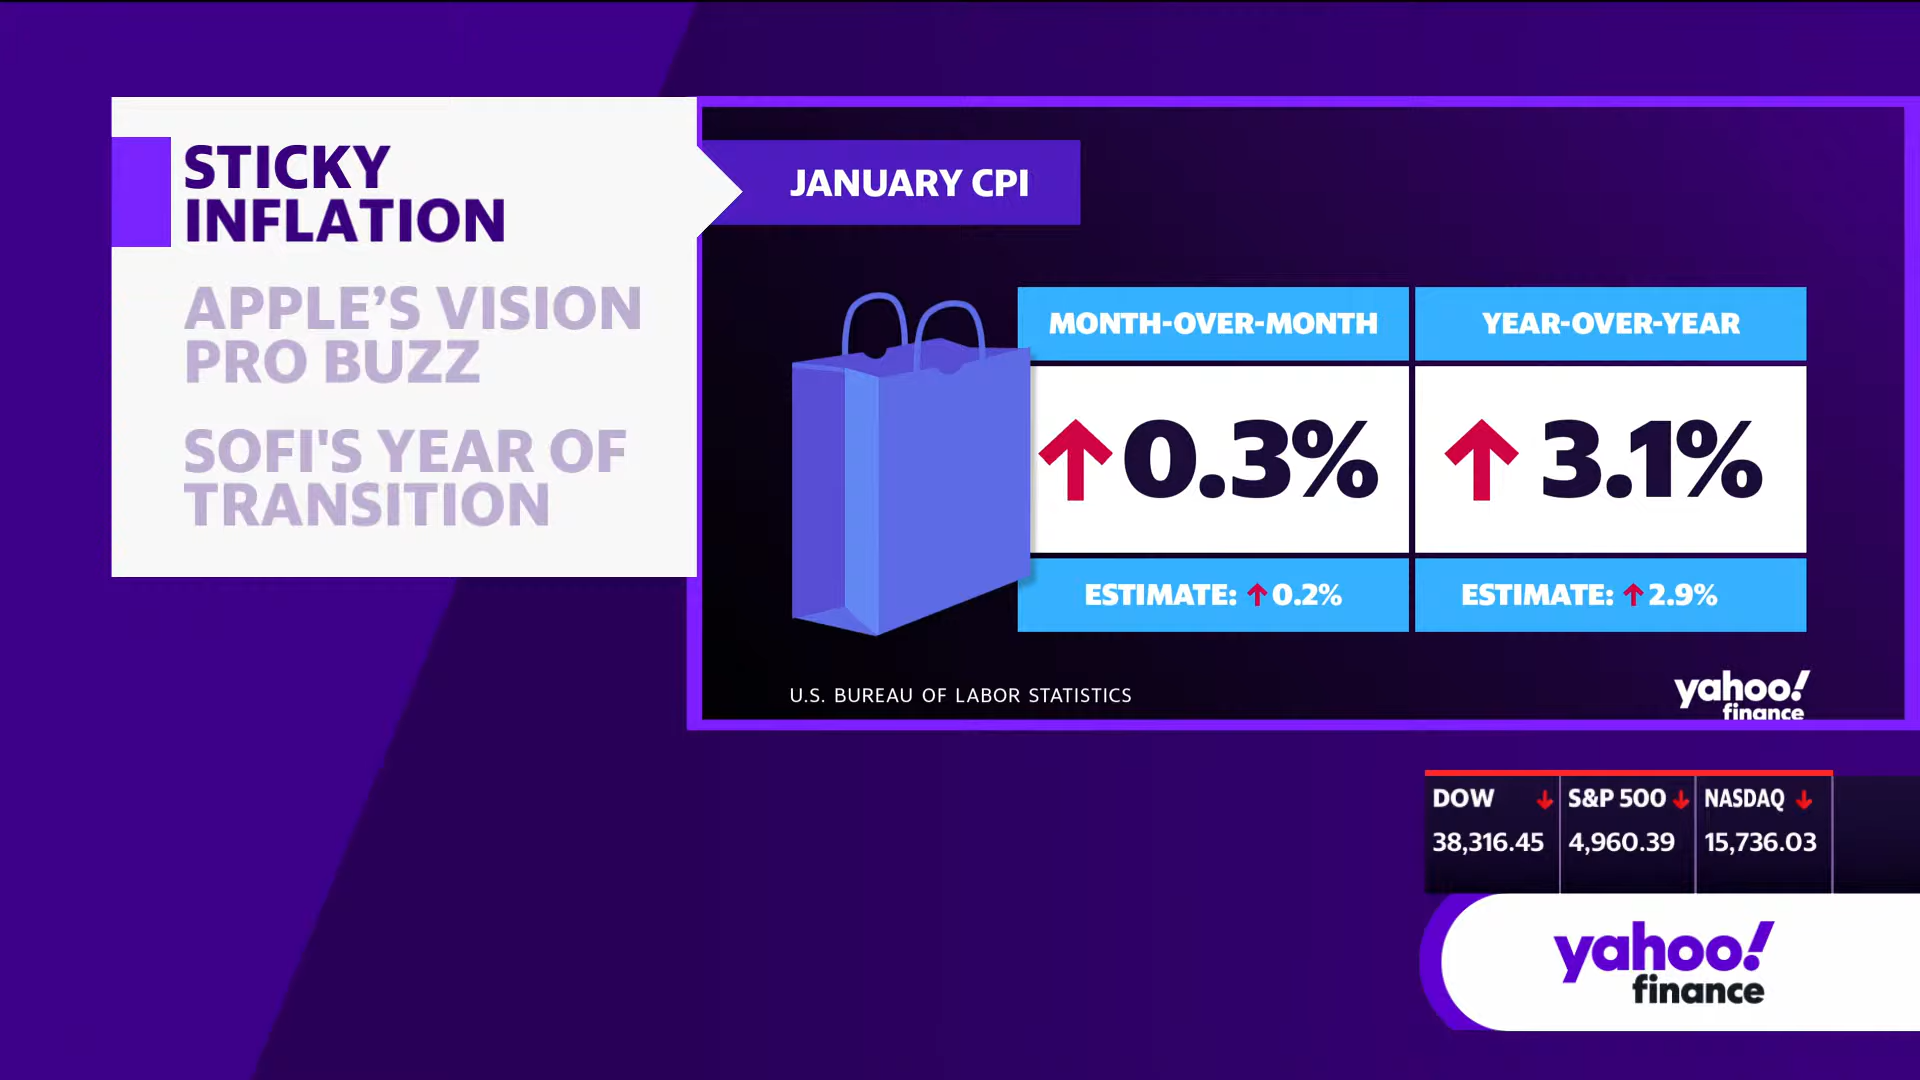 STICKY
INFLATION
APPLE’S VISION
PRO BUZZ
SOFI'S YEAR OF
TRANSITION
JANUARY CPI
MONTH-OVER-MONTH
YEAR-OVER-YEAR
↑0.3%
↑3.1%
ESTIMATE: ↑0.2%
ESTIMATE: ↑2.9%
U.S. BUREAU OF LABOR STATISTICS
yahoo!
finance
DOW ↓
S&P 500 ↓
NASDAQ ↓
38,316.45
4,960.39
15,736.03
yahoo!
finance